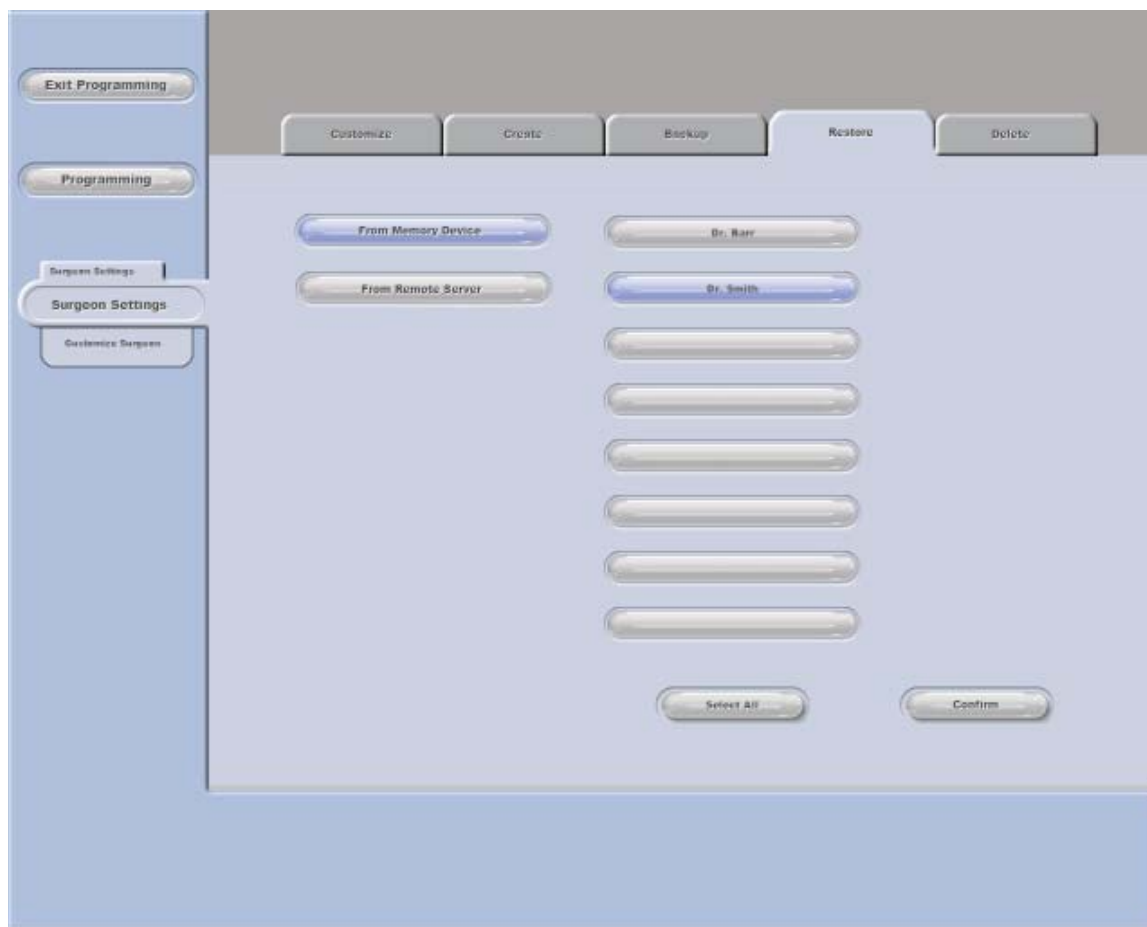 Exit Programming
Programming
Surgeon Settings
Surgeon Settings
Customize Surgeon
Customize
Create
Backup
Restore
Delete
From Memory Device
From Remote Server
Dr. Barr
Dr. Smith
Select All
Confirm